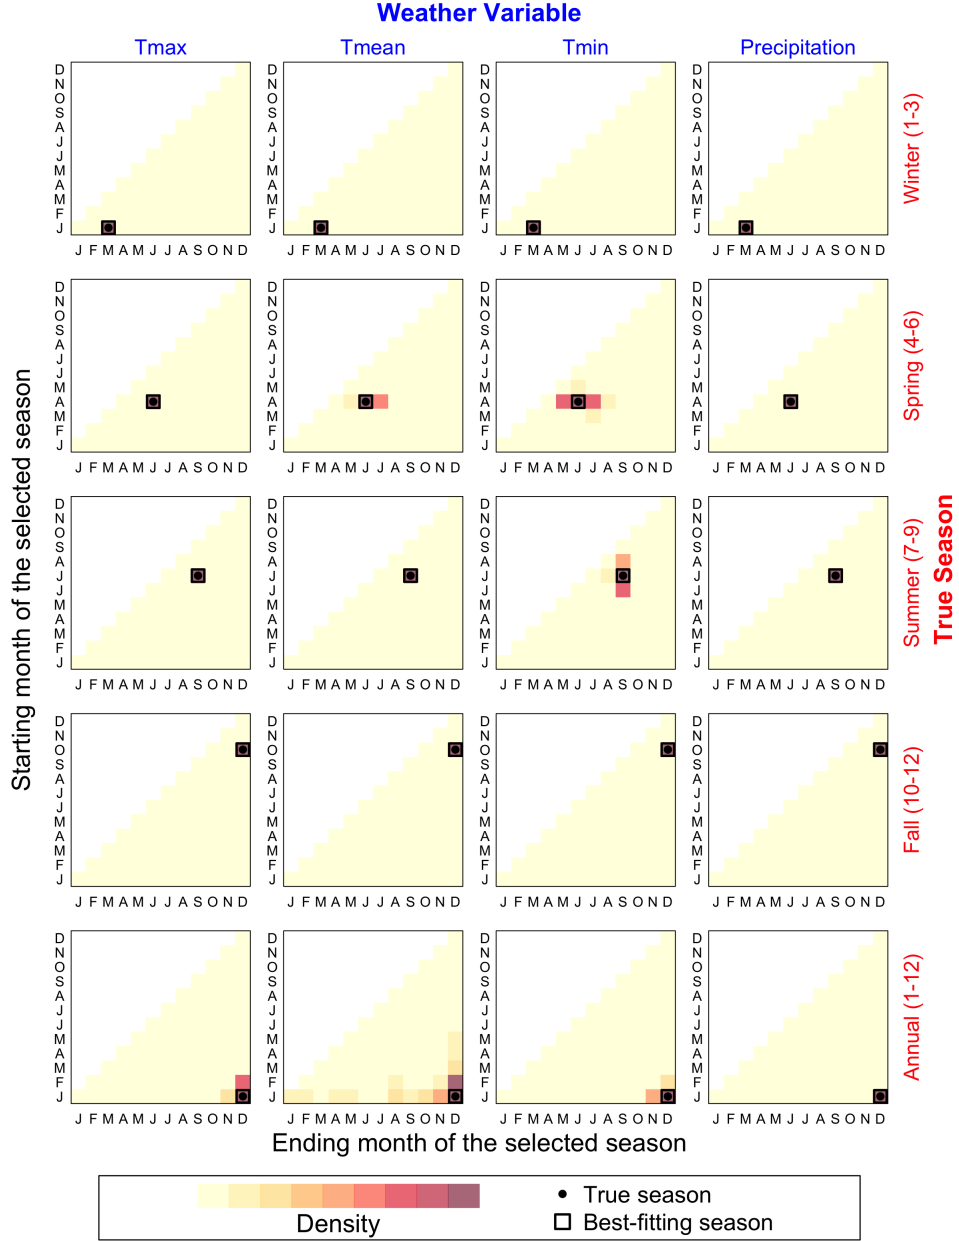 Weather Variable
Tmax Tmean Tmin Precipitation
D D D D
N N N N
O O O O
S S S S
A A A A
J J J J
J J J J
M M M M
A A A A
M M M M
F F F F
J J J J
J F M A M J J A S O N D J F M A M J J A S O N D J F M A M J J A S O N D J F M A M J J A S O N D
Winter (1-3)
D D D D
N N N N
O O O O
S S S S
A A A A
J J J J
J J J J
M M M M
A A A A
M M M M
F F F F
J J J J
J F M A M J J A S O N D J F M A M J J A S O N D J F M A M J J A S O N D J F M A M J J A S O N D
Spring (4-6)
D D D D
N N N N
O O O O
S S S S
A A A A
J J J J
J J J J
M M M M
A A A A
M M M M
F F F F
J J J J
J F M A M J J A S O N D J F M A M J J A S O N D J F M A M J J A S O N D J F M A M J J A S O N D
Summer (7-9)
D D D D
N N N N
O O O O
S S S S
A A A A
J J J J
J J J J
M M M M
A A A A
M M M M
F F F F
J J J J
J F M A M J J A S O N D J F M A M J J A S O N D J F M A M J J A S O N D J F M A M J J A S O N D
Fall (10-12)
D D D D
N N N N
O O O O
S S S S
A A A A
J J J J
J J J J
M M M M
A A A A
M M M M
F F F F
J J J J
J F M A M J J A S O N D J F M A M J J A S O N D J F M A M J J A S O N D J F M A M J J A S O N D
Annual (1-12)
Starting month of the selected season
True Season
Ending month of the selected season
Density
True season
Best-fitting season